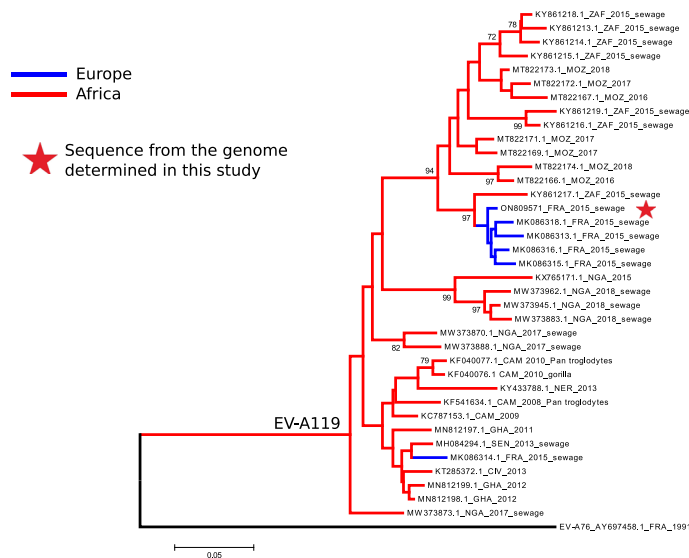 KY861218.1_ZAF_2015_sewage
78
KY861213.1_ZAF_2015_sewage
72
KY861214.1_ZAF_2015_sewage
KY861215.1_ZAF_2015_sewage
Europe
MT822173.1_MOZ_2018
MT822172.1_MOZ_2017
Africa
MT822167.1_MOZ_2016
KY861219.1_ZAF_2015_sewage
99
KY861216.1_ZAF_2015_sewage
MT822171.1_MOZ_2017
Sequence from the genome
determined in this study
MT822169.1_MOZ_2017
94
MT822174.1_MOZ_2018
97
MT822166.1_MOZ_2016
KY861217.1_ZAF_2015_sewage
ON809571_FRA_2015_sewage
97
MK086318.1_FRA_2015_sewage
MK086313.1_FRA_2015_sewage
MK086316.1_FRA_2015_sewage
MK086315.1_FRA_2015_sewage
KX765171.1_NGA_2015
99
MW373962.1_NGA_2018_sewage
97
MW373945.1_NGA_2018_sewage
MW373883.1_NGA_2018_sewage
MW373870.1_NGA_2017_sewage
82
MW373888.1_NGA_2017_sewage
79
KF040077.1_CAM 2010_Pan troglodytes
KF040076.1 CAM_2010_gorilla
KY433788.1_NER_2013
KF541634.1_CAM_2008_Pan troglodytes
KC787153.1_CAM_2009
EV-A119
MN812197.1_GHA_2011
MH084294.1_SEN_2013_sewage
MK086314.1_FRA_2015_sewage
KT285372.1_CIV_2013
MN812199.1_GHA_2012
MN812198.1_GHA_2012
MW373873.1_NGA_2017_sewage
EV-A76_AY697458.1_FRA_1991
0.05